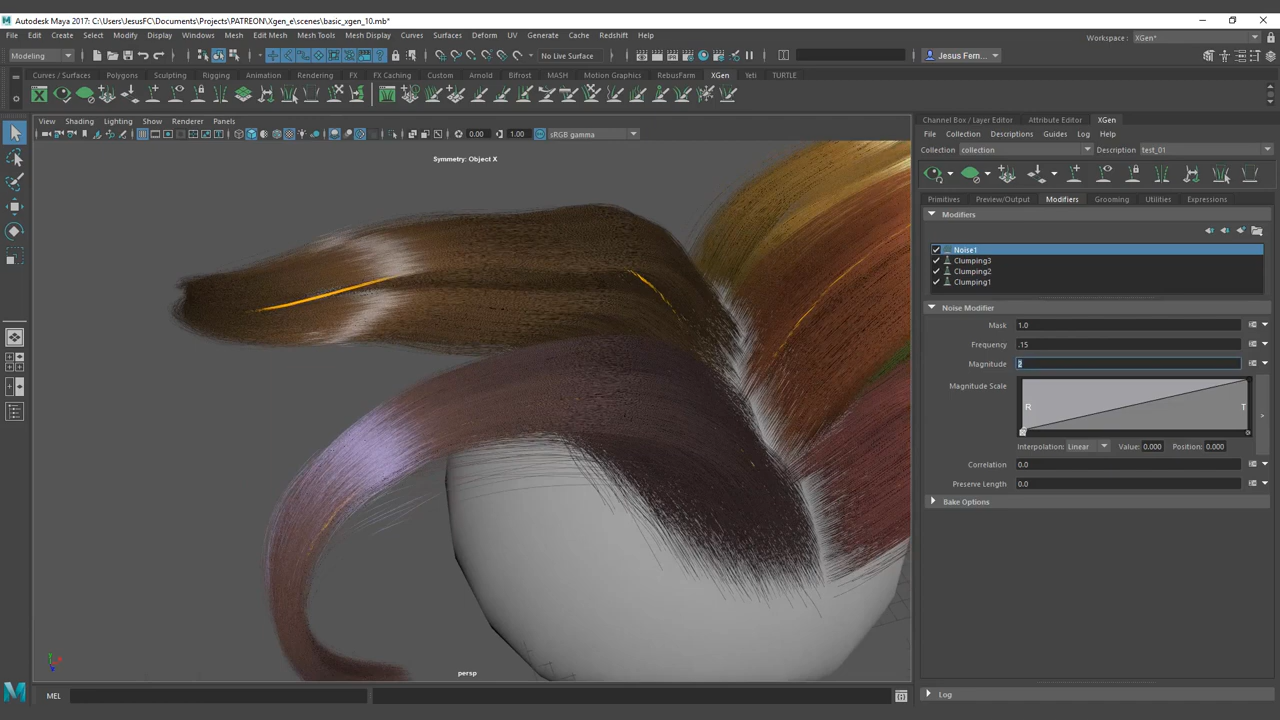 Autodesk Maya 2017: C:\Users\JesusFC\Documents\Projects\PATREON\Xgen_e\scenes\basic_xgen_10.mb*
File Edit Create Select Modify Display Windows Mesh Edit Mesh Mesh Tools Mesh Display Curves Surfaces Deform UV Generate Cache Redshift Help
Workspace : XGen*
Modeling
No Live Surface
Jesus Fern...
Curves / Surfaces Polygons Sculpting Rigging Animation Rendering FX FX Caching Custom Arnold Bifrost MASH Motion Graphics RebusFarm XGen Yeti TURTLE
View Shading Lighting Show Renderer Panels
0.00 1.00 sRGB gamma
Symmetry: Object X
persp
MEL
Channel Box / Layer Editor Attribute Editor XGen
File Collection Descriptions Guides Log Help
Collection collection Description test_01
Primitives Preview/Output Modifiers Grooming Utilities Expressions
Modifiers
Noise1
Clumping3
Clumping2
Clumping1
Noise Modifier
Mask 1.0
Frequency .15
Magnitude 2
Magnitude Scale
R T
>
Interpolation: Linear Value: 0.000 Position: 0.000
Correlation 0.0
Preserve Length 0.0
Bake Options
Log